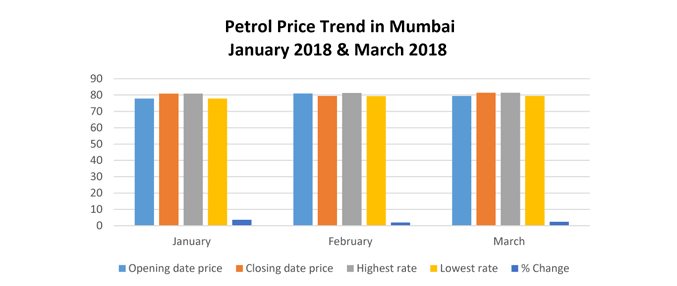 Petrol Price Trend in Mumbai
January 2018 & March 2018
90
80
70
60
50
40
30
20
10
0
January February March
Opening date price Closing date price Highest rate Lowest rate % Change